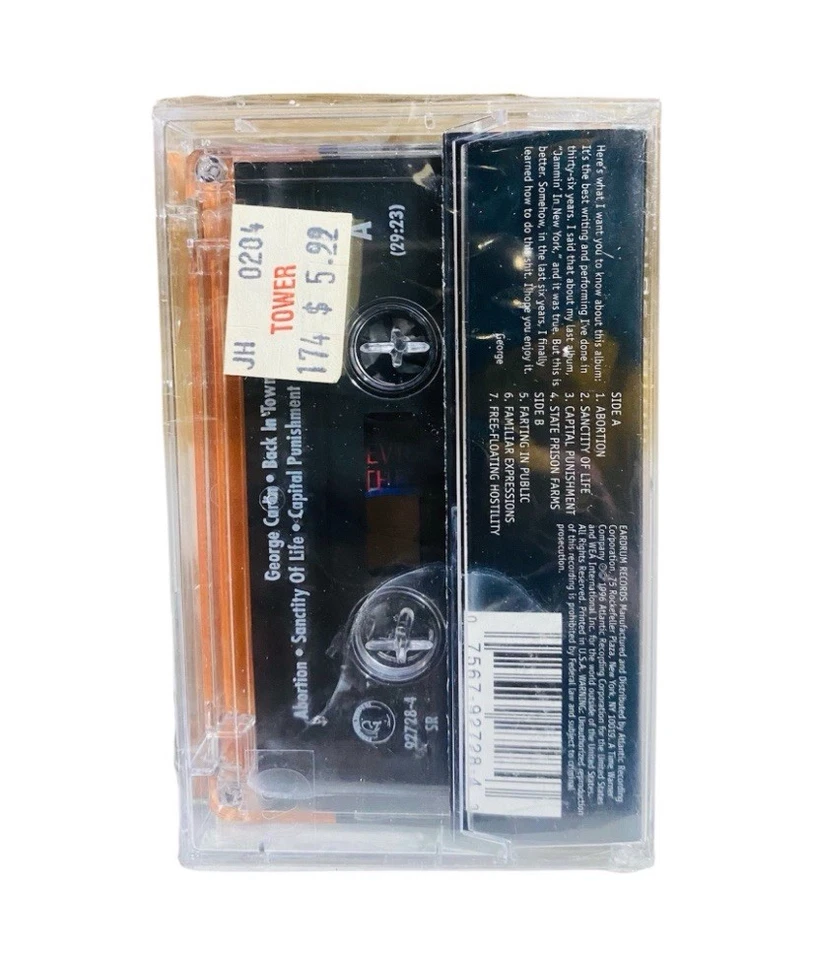 Here's what I want you to know about this album:
It's the best writing and performing I've done in
thirty-six years. I said that about my last album,
"Jammin' In New York," and it was true. But this is
better. Somehow, in the last six years, I finally
learned how to do this shit. I hope you enjoy it.
George
SIDE A
1. ABORTION
2. SANCTITY OF LIFE
3. CAPITAL PUNISHMENT
4. STATE PRISON FARMS
SIDE B
5. FARTING IN PUBLIC
6. FAMILIAR EXPRESSIONS
7. FREE-FLOATING HOSTILITY
EARDRUM RECORDS Manufactured and Distributed by Atlantic Recording
Corporation, 75 Rockefeller Plaza, New York, NY 10019. A Time Warner
Company ©℗ 1996 Atlantic Recording Corporation for the United States
and WEA International Inc. for the world outside of the United States.
All Rights Reserved. Printed in U.S.A. WARNING: Unauthorized reproduction
of this recording is prohibited by Federal law and subject to criminal
prosecution.
0 7567-92728-4
A
(29:23)
JH 0204
TOWER
174 $ 5.22
George Carlin • Back In Town
Abortion • Sanctity Of Life • Capital Punishment
92728-4
SR